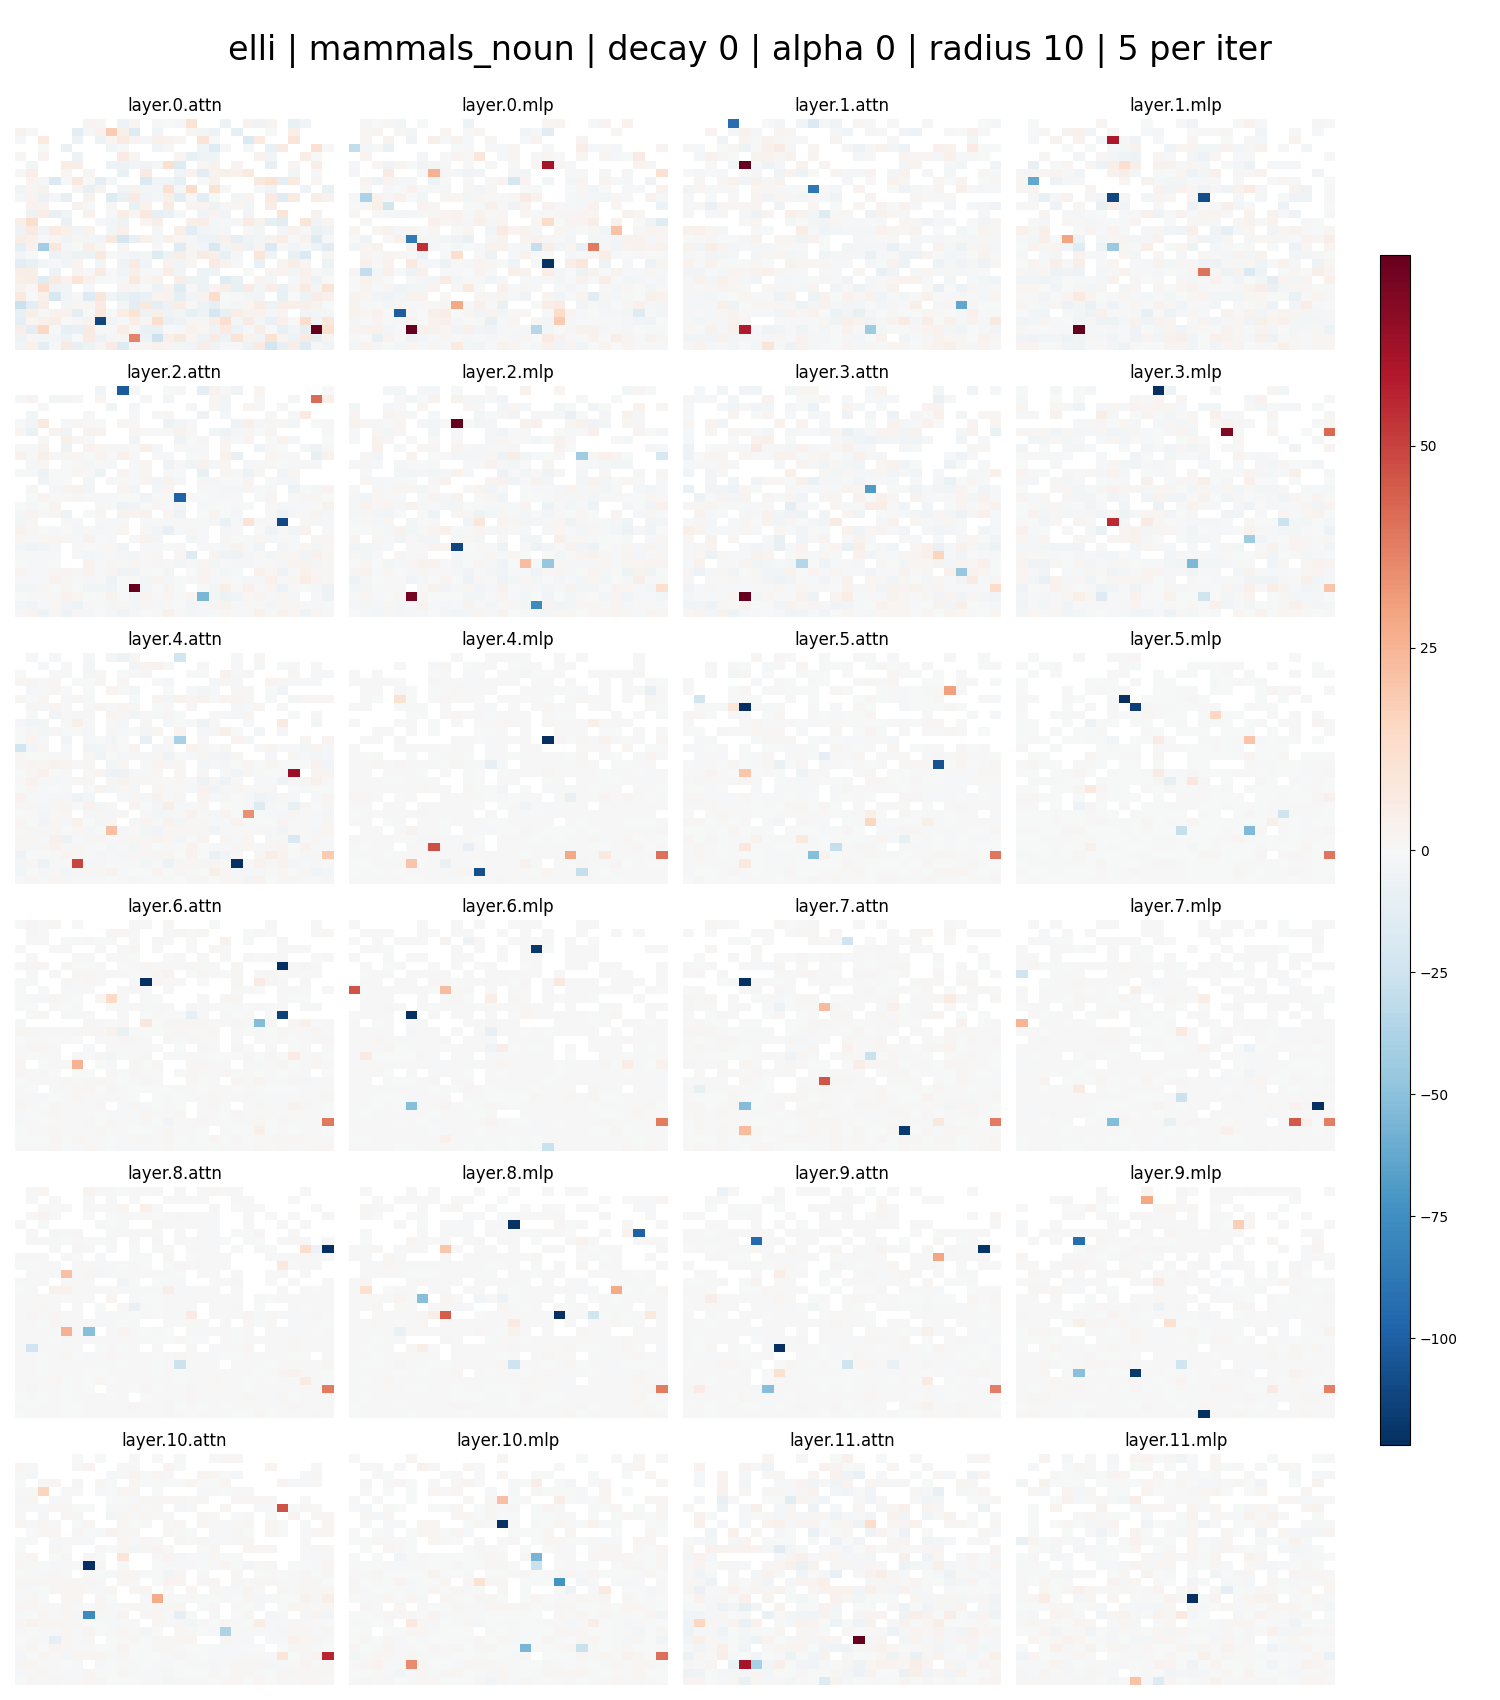 elli | mammals_noun | decay 0 | alpha 0 | radius 10 | 5 per iter
layer.0.attn
layer.0.mlp
layer.1.attn
layer.1.mlp
layer.2.attn
layer.2.mlp
layer.3.attn
layer.3.mlp
layer.4.attn
layer.4.mlp
layer.5.attn
layer.5.mlp
layer.6.attn
layer.6.mlp
layer.7.attn
layer.7.mlp
layer.8.attn
layer.8.mlp
layer.9.attn
layer.9.mlp
layer.10.attn
layer.10.mlp
layer.11.attn
layer.11.mlp
50
25
0
−25
−50
−75
−100